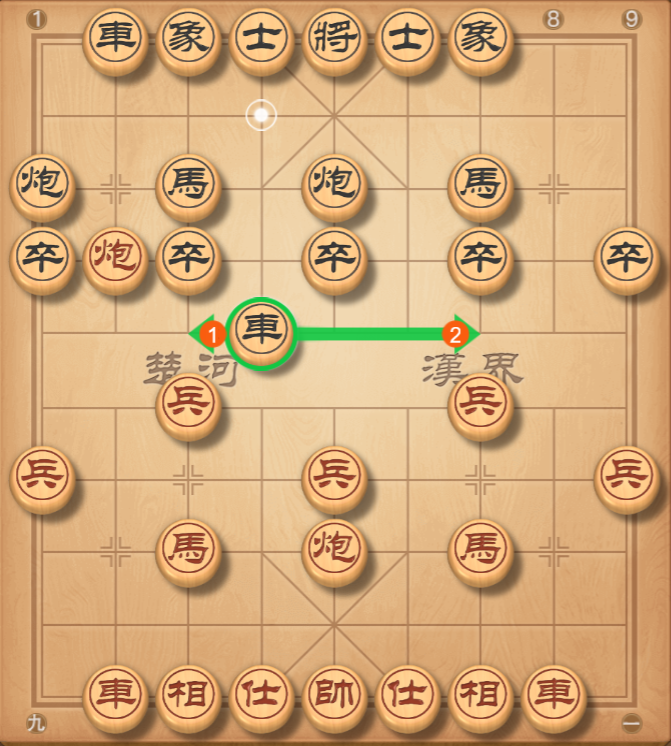 1 8 9
車 象 士 將 士 象
炮 馬 炮 馬
卒 炮 卒 卒 卒 卒
1 車 2
楚河 漢界
兵 兵
兵 兵 兵
馬 炮 馬
車 相 仕 帥 仕 相 車
九 一